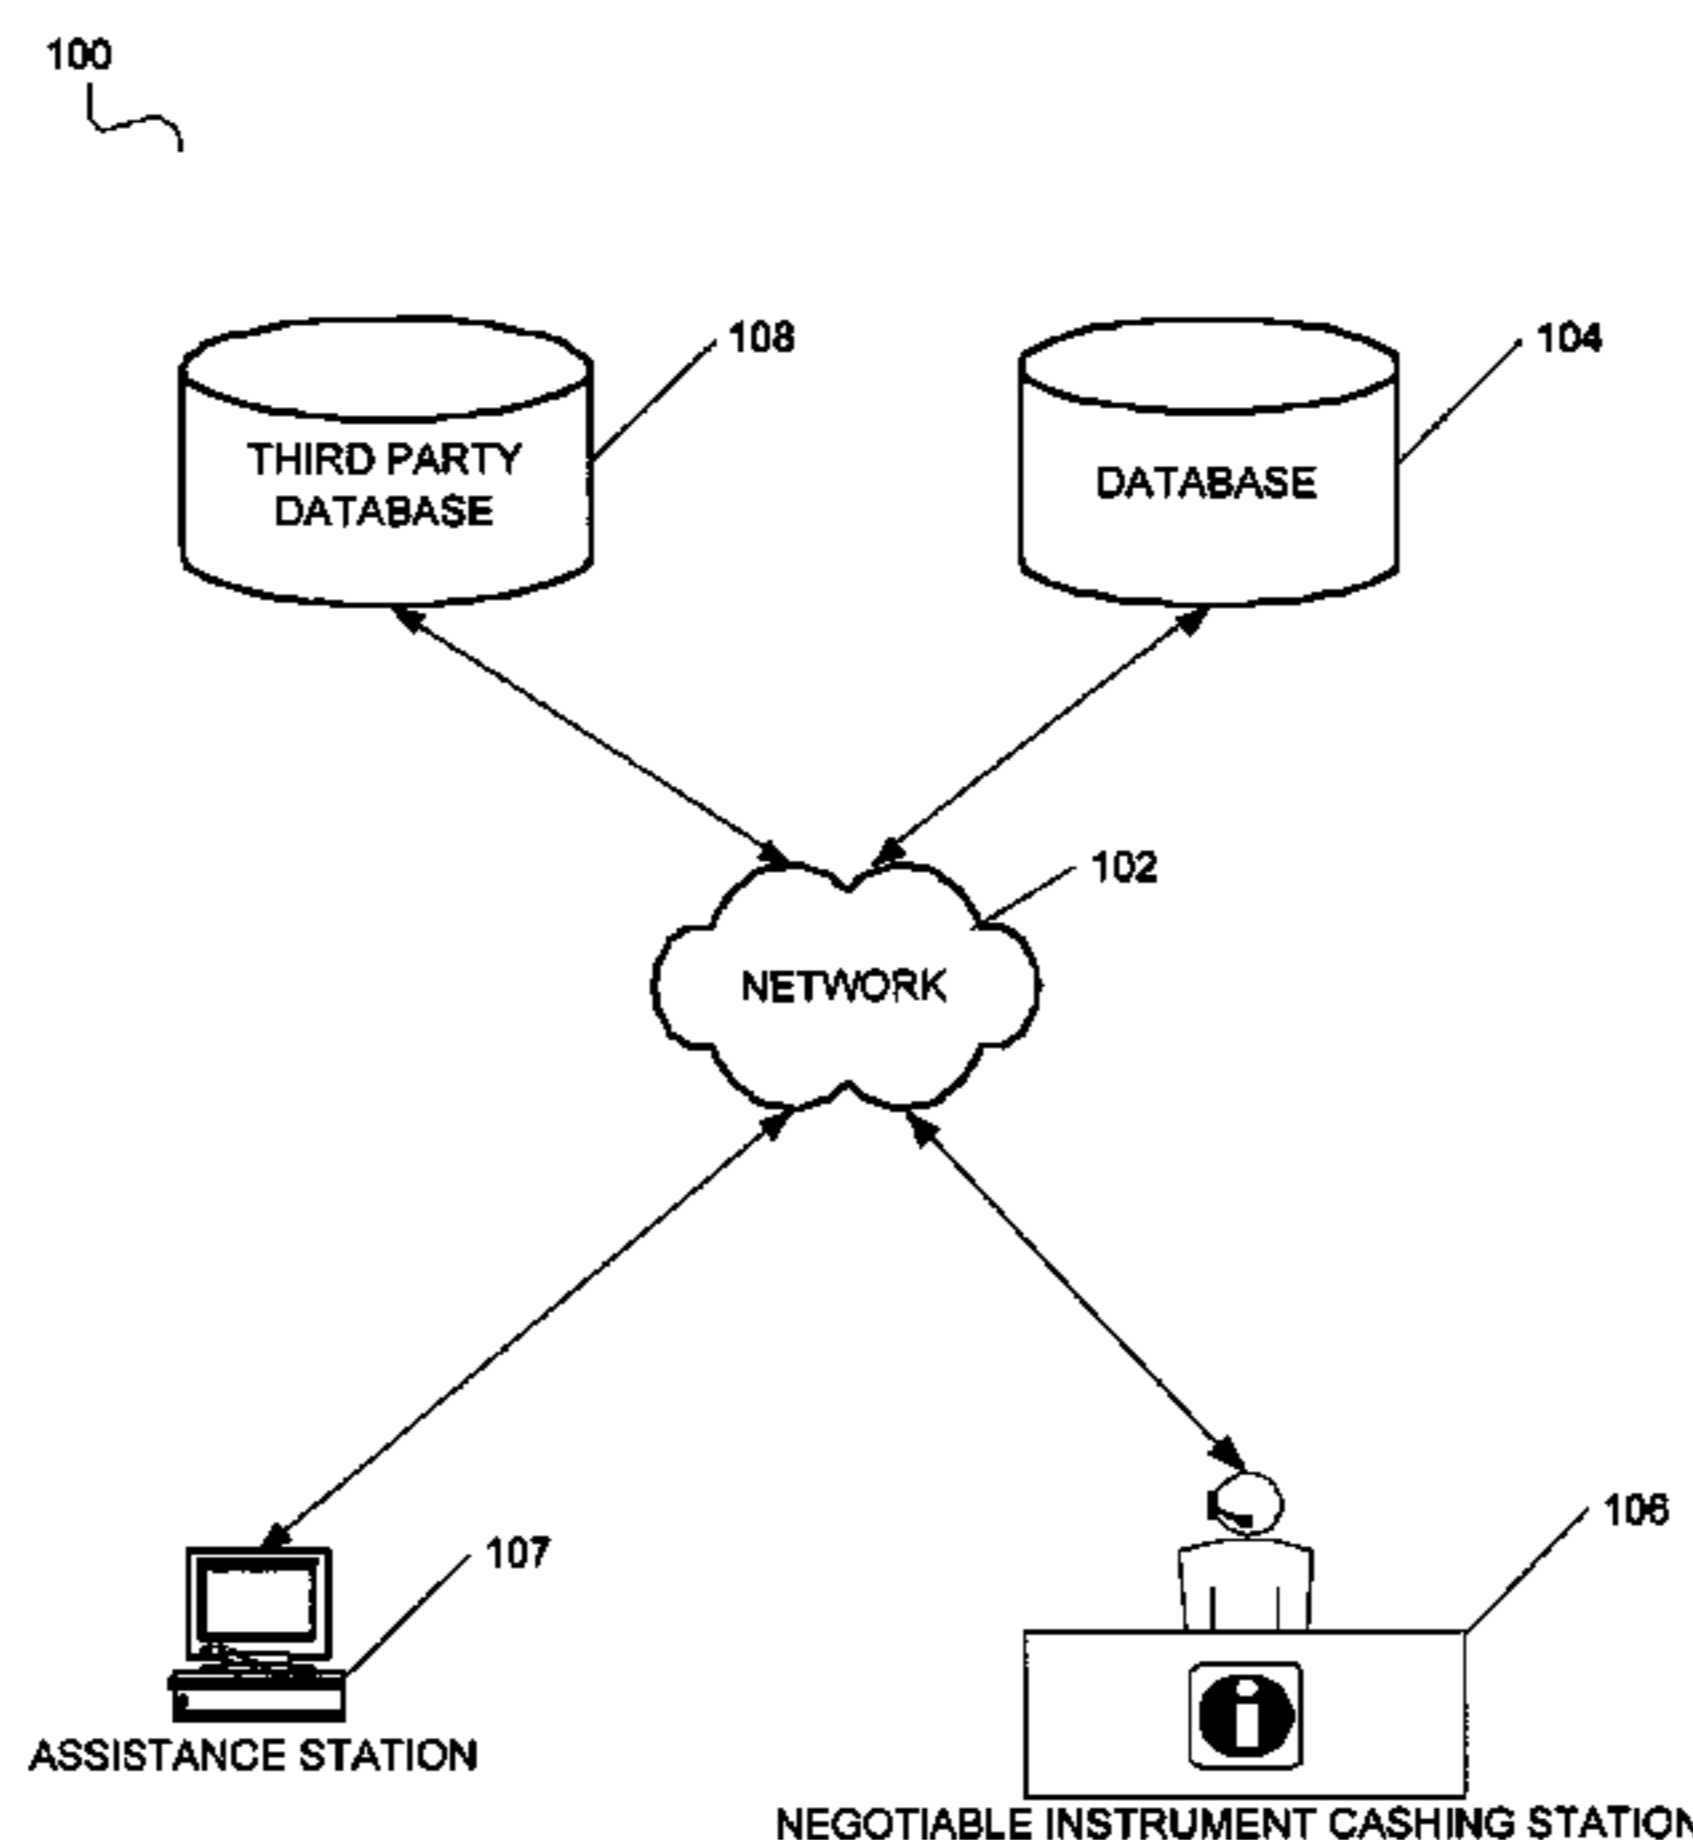 100
108
104
THIRD PARTY
DATABASE
DATABASE
102
NETWORK
106
107
i
ASSISTANCE STATION
NEGOTIABLE INSTRUMENT CASHING STATION